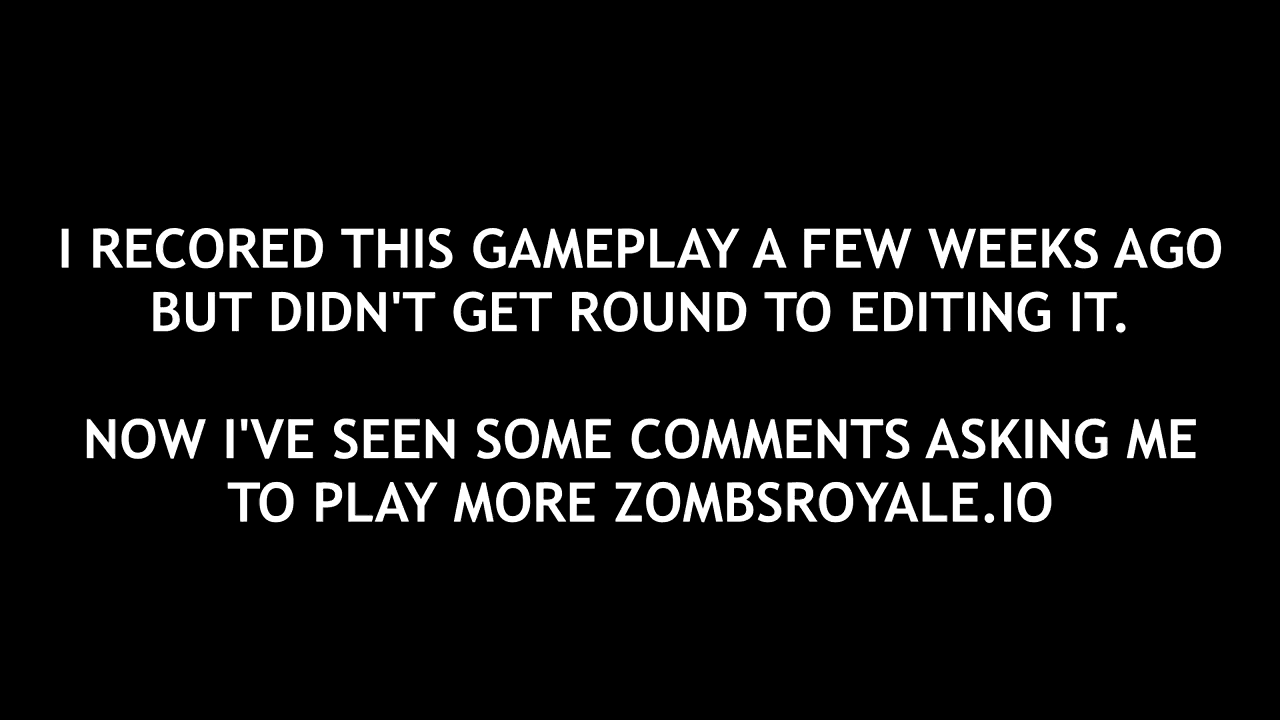 I RECORED THIS GAMEPLAY A FEW WEEKS AGO
BUT DIDN'T GET ROUND TO EDITING IT.
NOW I'VE SEEN SOME COMMENTS ASKING ME
TO PLAY MORE ZOMBSROYALE.IO